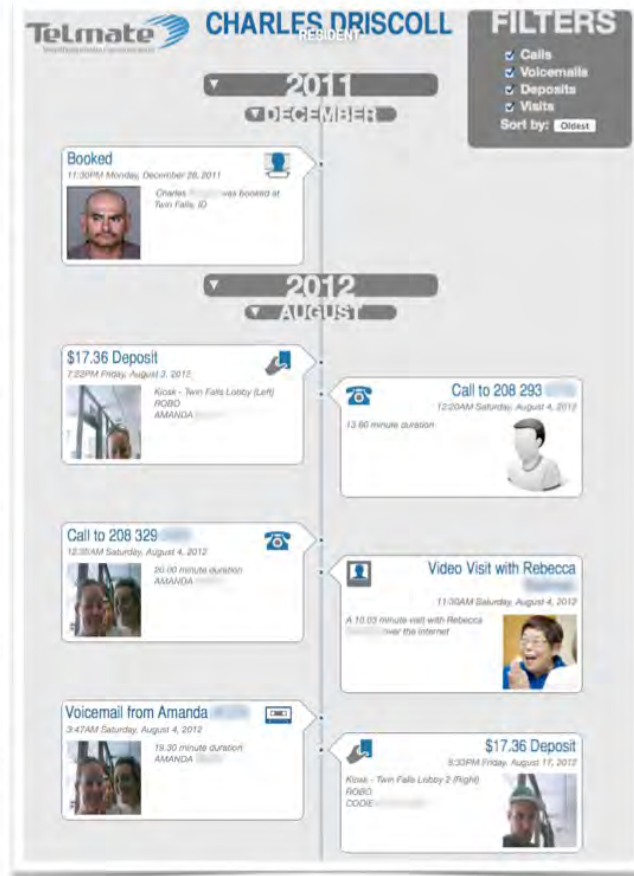 Telmate
CHARLES DRISCOLL
RESIDENT
FILTERS
Calls
Voicemails
Deposits
Visits
Sort by: Oldest
2011
DECEMBER
Booked
11:30PM Monday, December 26, 2011
Charles was booked at
Twin Falls, ID
2012
AUGUST
$17.36 Deposit
7:22PM Friday, August 3, 2012
Kiosk - Twin Falls Lobby (Left)
ROBO
AMANDA
Call to 208 293
12:20AM Saturday, August 4, 2012
13.60 minute duration
Call to 208 329
12:35AM Saturday, August 4, 2012
20.00 minute duration
AMANDA
Video Visit with Rebecca
11:30AM Saturday, August 4, 2012
A 10.03 minute visit with Rebecca
over the internet
Voicemail from Amanda
3:47AM Saturday, August 4, 2012
19.30 minute duration
AMANDA
$17.36 Deposit
9:33PM Friday, August 17, 2012
Kiosk - Twin Falls Lobby 2 (Right)
ROBO
CODIE